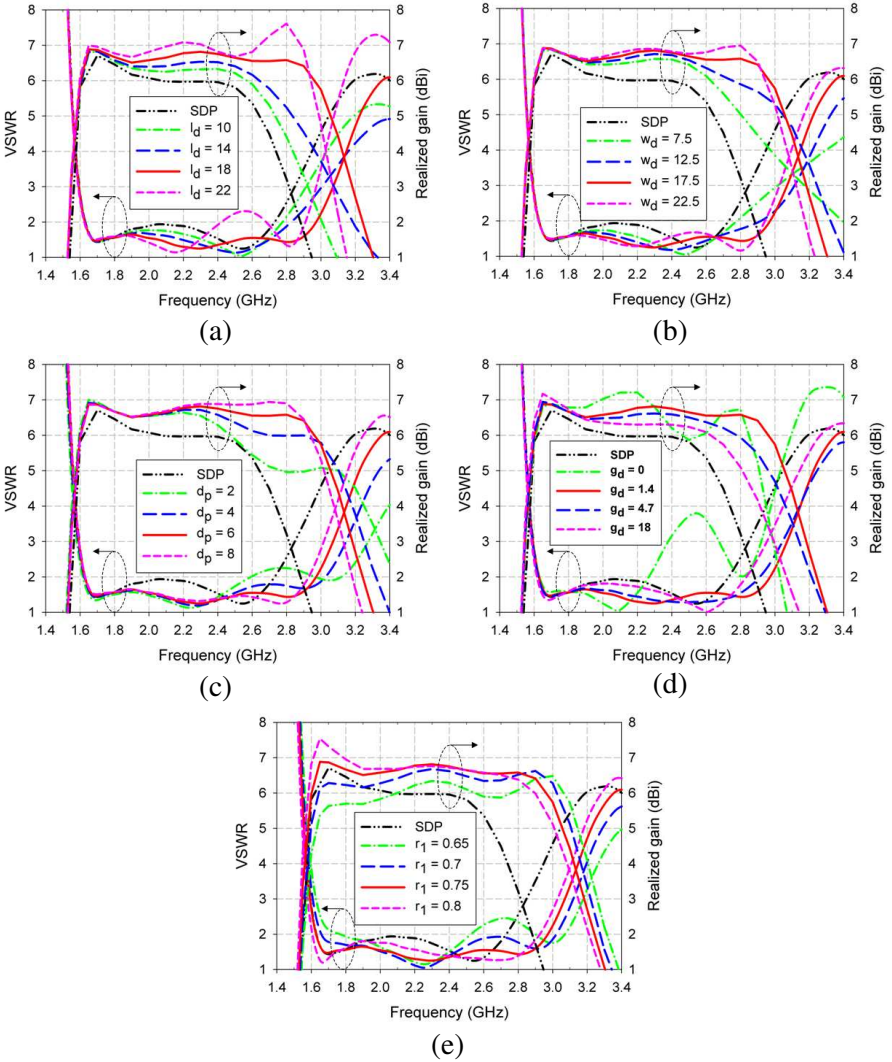 8 8
7 7
6 6
5 5
4 4
3 3
2 2
1 1
VSWR
Realized gain (dBi)
SDP
l_d = 10
l_d = 14
l_d = 18
l_d = 22
1.4 1.6 1.8 2.0 2.2 2.4 2.6 2.8 3.0 3.2 3.4
Frequency (GHz)
(a)
8 8
7 7
6 6
5 5
4 4
3 3
2 2
1 1
VSWR
Realized gain (dBi)
SDP
w_d = 7.5
w_d = 12.5
w_d = 17.5
w_d = 22.5
1.4 1.6 1.8 2.0 2.2 2.4 2.6 2.8 3.0 3.2 3.4
Frequency (GHz)
(b)
8 8
7 7
6 6
5 5
4 4
3 3
2 2
1 1
VSWR
Realized gain (dBi)
SDP
d_p = 2
d_p = 4
d_p = 6
d_p = 8
1.4 1.6 1.8 2.0 2.2 2.4 2.6 2.8 3.0 3.2 3.4
Frequency (GHz)
(c)
8 8
7 7
6 6
5 5
4 4
3 3
2 2
1 1
VSWR
Realized gain (dBi)
SDP
g_d = 0
g_d = 1.4
g_d = 4.7
g_d = 18
1.4 1.6 1.8 2.0 2.2 2.4 2.6 2.8 3.0 3.2 3.4
Frequency (GHz)
(d)
8 8
7 7
6 6
5 5
4 4
3 3
2 2
1 1
VSWR
Realized gain (dBi)
SDP
r_1 = 0.65
r_1 = 0.7
r_1 = 0.75
r_1 = 0.8
1.4 1.6 1.8 2.0 2.2 2.4 2.6 2.8 3.0 3.2 3.4
Frequency (GHz)
(e)